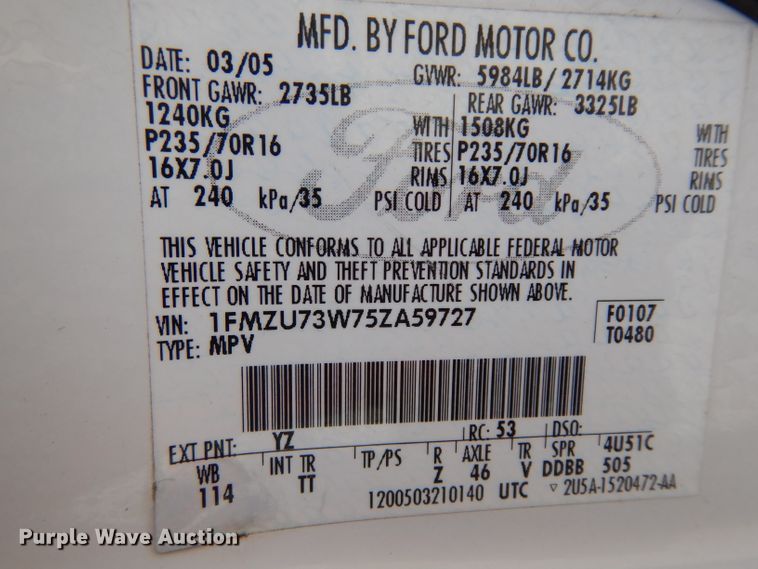 MFD. BY FORD MOTOR CO.
DATE: 03/05 GVWR: 5984LB/2714KG
FRONT GAWR: 2735LB REAR GAWR: 3325LB
1240KG WITH 1508KG WITH
P235/70R16 TIRES P235/70R16 TIRES
16X7.0J RIMS 16X7.0J RIMS
AT 240 kPa/35 PSI COLD AT 240 kPa/35 PSI COLD
Ford
THIS VEHICLE CONFORMS TO ALL APPLICABLE FEDERAL MOTOR
VEHICLE SAFETY AND THEFT PREVENTION STANDARDS IN
EFFECT ON THE DATE OF MANUFACTURE SHOWN ABOVE.
VIN: 1FMZU73W75ZA59727 F0107
TYPE: MPV T0480
EXT PNT: YZ RC: 53 DSO:
WB INT TR TP/PS R AXLE TR SPR 4U51C
114 TT Z 46 V DDBB 505
1200503210140 UTC ▽ 2U5A-1520472-AA
Purple Wave Auction